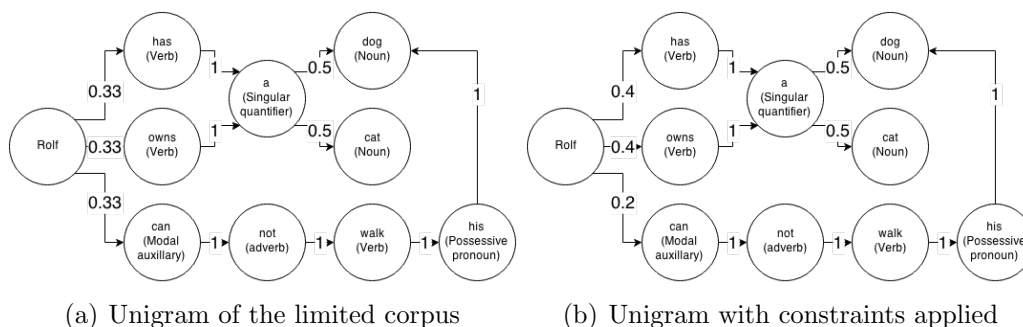 has
(Verb)
dog
(Noun)
1
0.5
0.33
a
(Singular
quantifier)
Rolf
0.33
owns
(Verb)
1
0.5
cat
(Noun)
1
0.33
can
(Modal
auxillary)
1
not
(adverb)
1
walk
(Verb)
1
his
(Possessive
pronoun)
(a) Unigram of the limited corpus
has
(Verb)
dog
(Noun)
1
0.5
0.4
a
(Singular
quantifier)
Rolf
0.4
owns
(Verb)
1
0.5
cat
(Noun)
1
0.2
can
(Modal
auxillary)
1
not
(adverb)
1
walk
(Verb)
1
his
(Possessive
pronoun)
(b) Unigram with constraints applied